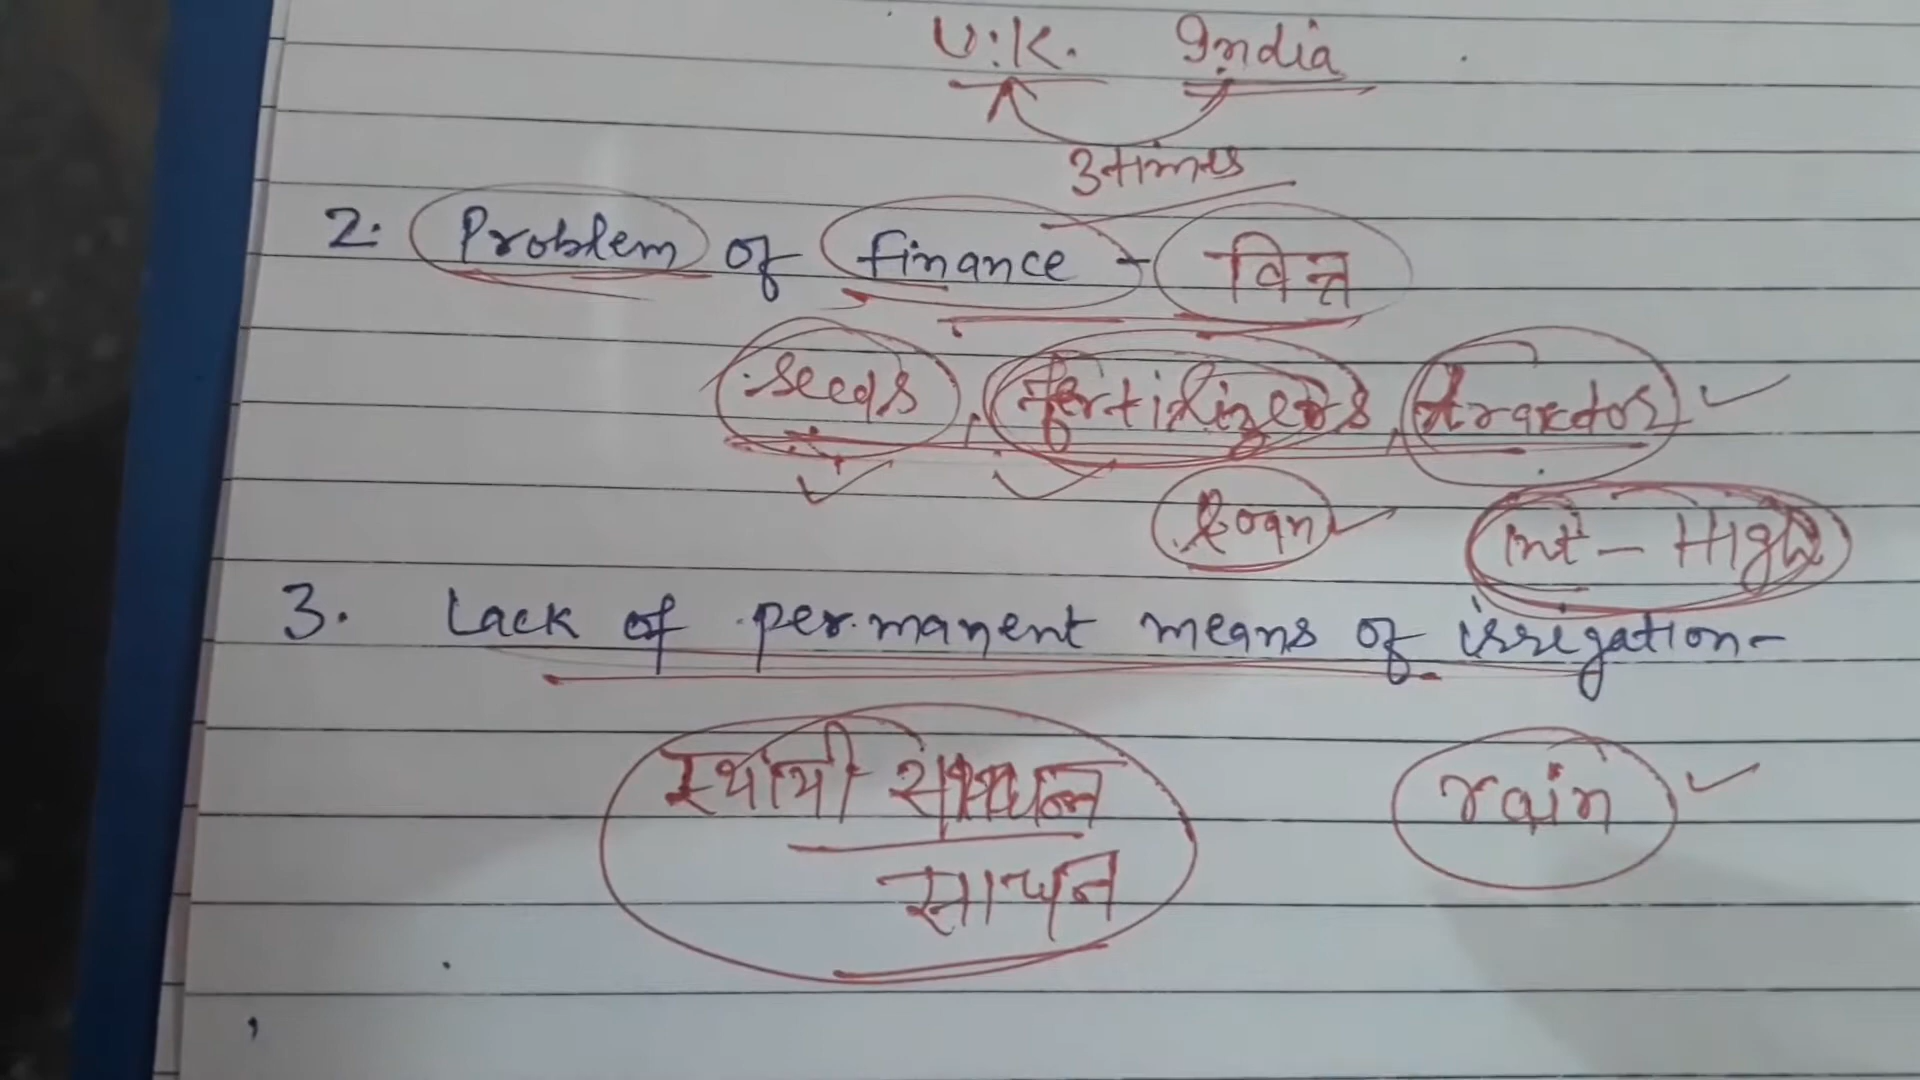 U.K. India
3 times
2. Problem of finance - वित्त
seeds, fertilizers, traktor
loan int - High
3. Lack of permanent means of irrigation-
स्थायी rain
साधन